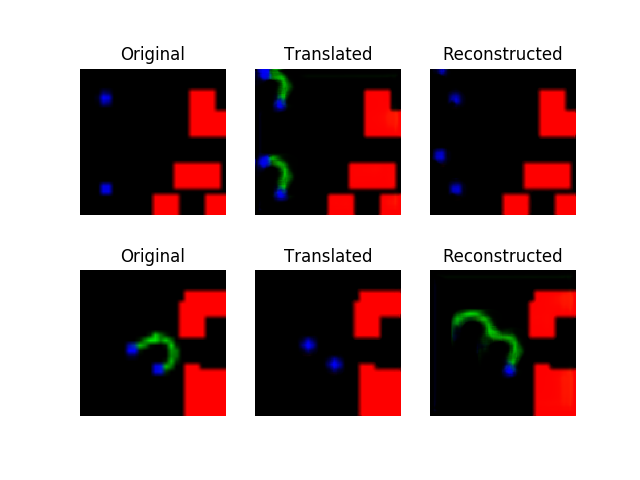 Original
Translated
Reconstructed
Original
Translated
Reconstructed